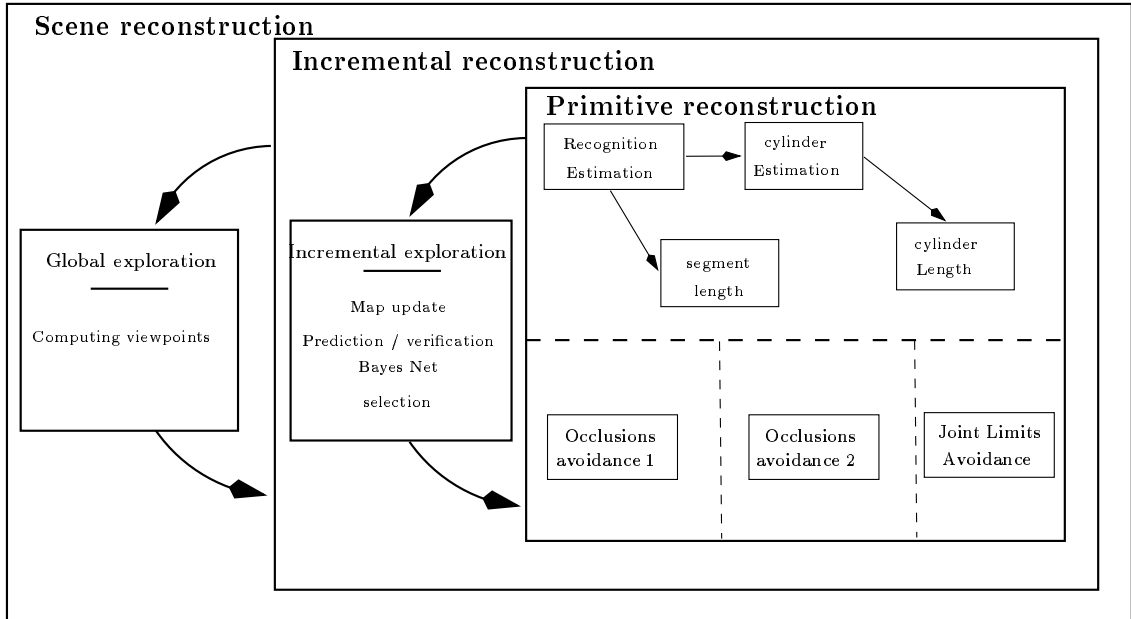 Scene reconstruction
Incremental reconstruction
Primitive reconstruction
Recognition
Estimation
cylinder
Estimation
segment
length
cylinder
Length
Global exploration
Computing viewpoints
Incremental exploration
Map update
Prediction / verification
Bayes Net
selection
Occlusions
avoidance 1
Occlusions
avoidance 2
Joint Limits
Avoidance